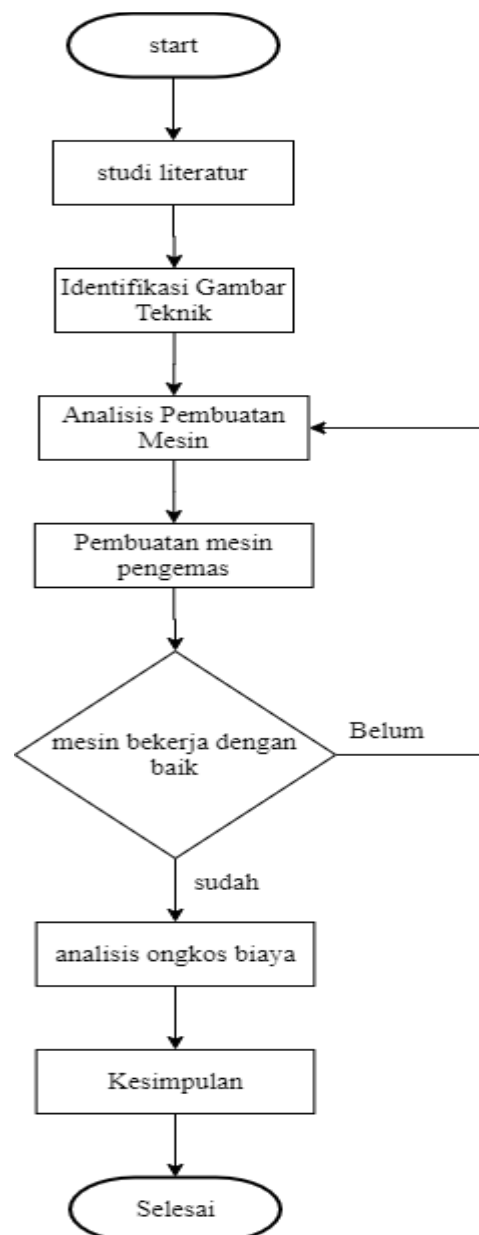 start
studi literatur
Identifikasi Gambar
Teknik
Analisis Pembuatan
Mesin
Pembuatan mesin
pengemas
mesin bekerja dengan
baik
Belum
sudah
analisis ongkos biaya
Kesimpulan
Selesai